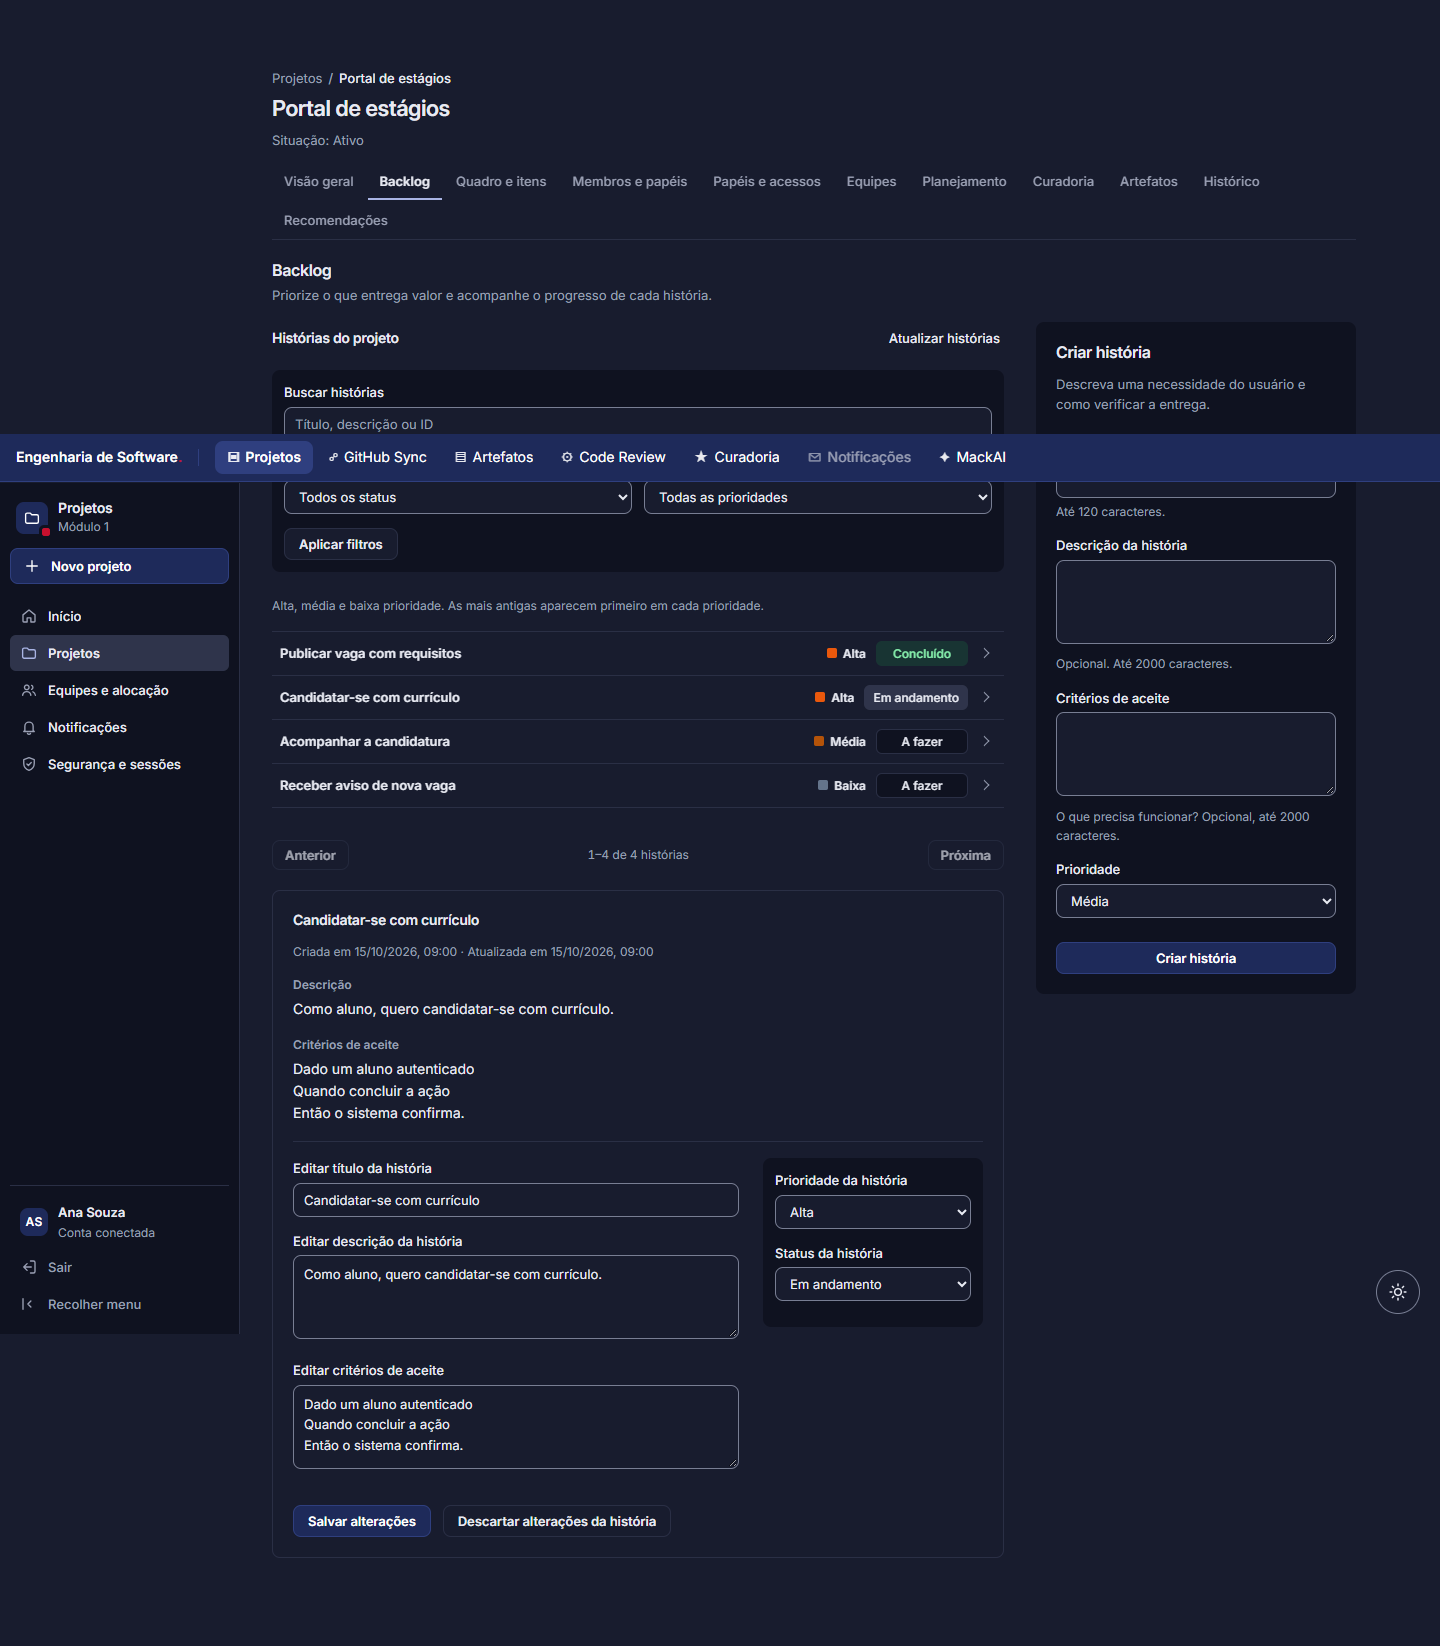 Projetos / Portal de estágios
Portal de estágios
Situação: Ativo
Visão geral
Backlog
Quadro e itens
Membros e papéis
Papéis e acessos
Equipes
Planejamento
Curadoria
Artefatos
Histórico
Recomendações
Backlog
Priorize o que entrega valor e acompanhe o progresso de cada história.
Histórias do projeto
Atualizar histórias
Buscar histórias
Título, descrição ou ID
Criar história
Descreva uma necessidade do usuário e
como verificar a entrega.
Engenharia de Software
Projetos
GitHub Sync
Artefatos
Code Review
Curadoria
Notificações
MackAI
Projetos
Módulo 1
Novo projeto
Início
Projetos
Equipes e alocação
Notificações
Segurança e sessões
Ana Souza
AS
Conta conectada
Sair
Recolher menu
Todos os status
Todas as prioridades
Aplicar filtros
Alta, média e baixa prioridade. As mais antigas aparecem primeiro em cada prioridade.
Publicar vaga com requisitos
Alta
Concluído
Candidatar-se com currículo
Alta
Em andamento
Acompanhar a candidatura
Média
A fazer
Receber aviso de nova vaga
Baixa
A fazer
Anterior
1–4 de 4 histórias
Próxima
Candidatar-se com currículo
Criada em 15/10/2026, 09:00 · Atualizada em 15/10/2026, 09:00
Descrição
Como aluno, quero candidatar-se com currículo.
Critérios de aceite
Dado um aluno autenticado
Quando concluir a ação
Então o sistema confirma.
Editar título da história
Candidatar-se com currículo
Editar descrição da história
Como aluno, quero candidatar-se com currículo.
Editar critérios de aceite
Dado um aluno autenticado
Quando concluir a ação
Então o sistema confirma.
Prioridade da história
Alta
Status da história
Em andamento
Salvar alterações
Descartar alterações da história
Até 120 caracteres.
Descrição da história
Opcional. Até 2000 caracteres.
Critérios de aceite
O que precisa funcionar? Opcional, até 2000
caracteres.
Prioridade
Média
Criar história